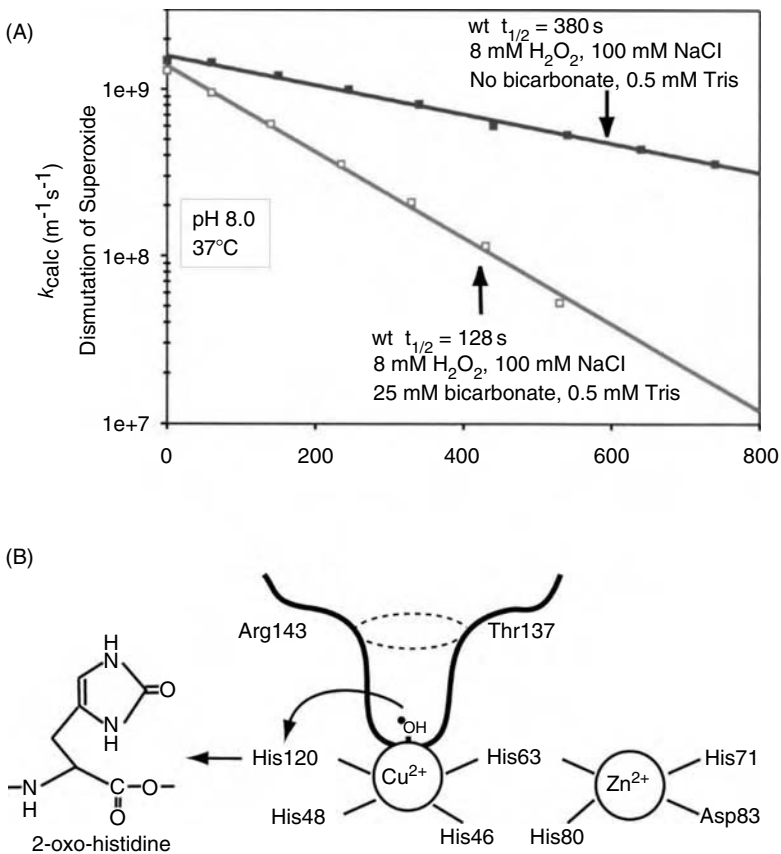 (A)
wt t1/2 = 380 s
8 mM H2O2, 100 mM NaCl
No bicarbonate, 0.5 mM Tris
1e+9
kcalc (m-1s-1)
Dismutation of Superoxide
pH 8.0
37°C
1e+8
wt t1/2 = 128 s
8 mM H2O2, 100 mM NaCl
25 mM bicarbonate, 0.5 mM Tris
1e+7
0 200 400 600 800
(B)
Arg143
Thr137
H
N
O
N
H
•OH
His120
His63
His71
Cu2+
Zn2+
N
H
C
O
O
His48
His46
His80
Asp83
2-oxo-histidine